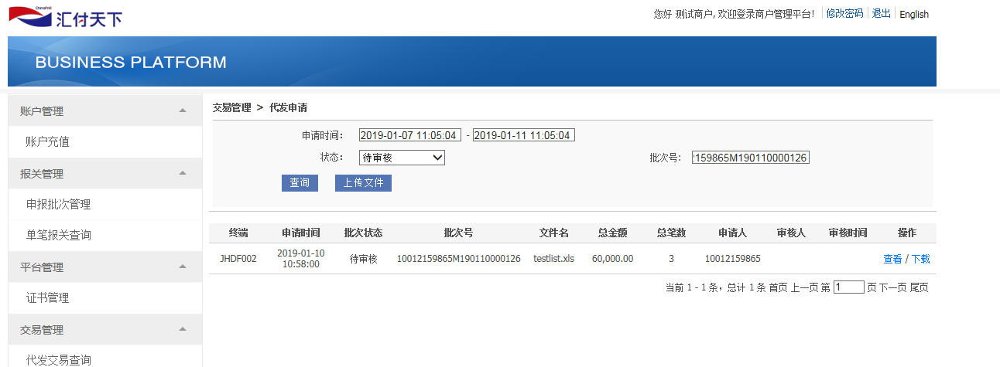 ChinaPnR
汇付天下
您好 测试商户, 欢迎登录商户管理平台! 修改密码 退出 English
BUSINESS PLATFORM
账户管理
账户充值
报关管理
申报批次管理
单笔报关查询
平台管理
证书管理
交易管理
代发交易查询
交易管理 > 代发申请
申请时间: 2019-01-07 11:05:04 - 2019-01-11 11:05:04
状态: 待审核 批次号: 159865M190110000126
查询 上传文件
终端 申请时间 批次状态 批次号 文件名 总金额 总笔数 申请人 审核人 审核时间 操作
JHDF002 2019-01-10 10:58:00 待审核 10012159865M190110000126 testlist.xls 60,000.00 3 10012159865 查看 / 下载
当前 1 - 1 条，总计 1 条 首页 上一页 第 1 页 下一页 尾页